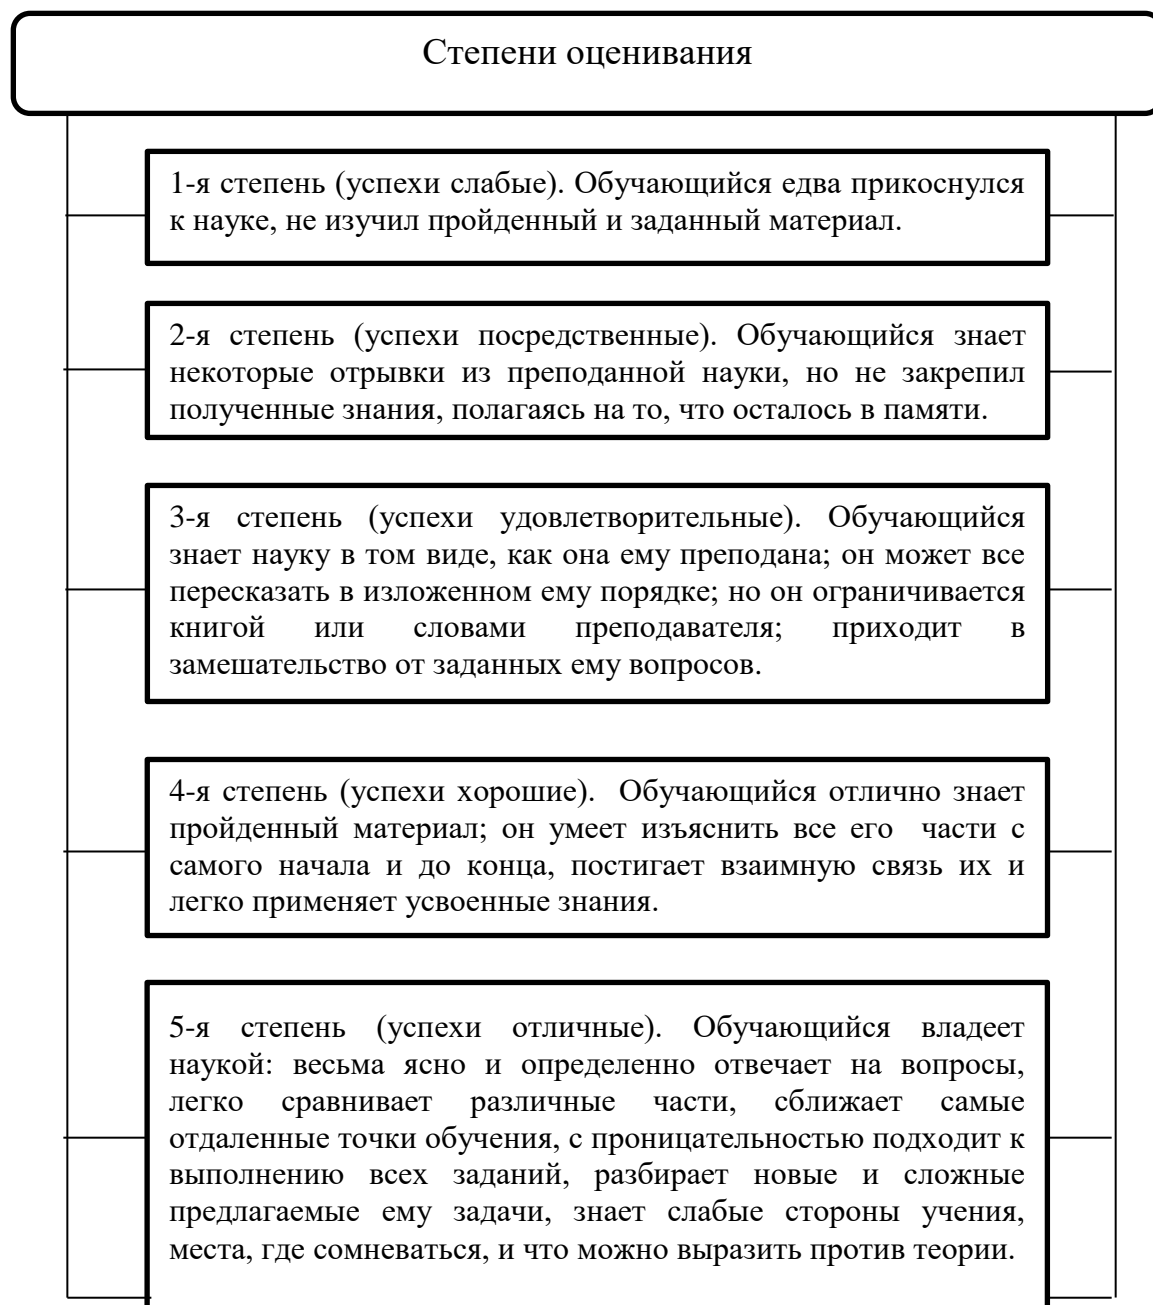 Степени оценивания
1-я степень (успехи слабые). Обучающийся едва прикоснулся
к науке, не изучил пройденный и заданный материал.
2-я степень (успехи посредственные). Обучающийся знает
некоторые отрывки из преподанной науки, но не закрепил
полученные знания, полагаясь на то, что осталось в памяти.
3-я степень (успехи удовлетворительные). Обучающийся
знает науку в том виде, как она ему преподана; он может все
пересказать в изложенном ему порядке; но он ограничивается
книгой или словами преподавателя; приходит в
замешательство от заданных ему вопросов.
4-я степень (успехи хорошие). Обучающийся отлично знает
пройденный материал; он умеет изъяснить все его части с
самого начала и до конца, постигает взаимную связь их и
легко применяет усвоенные знания.
5-я степень (успехи отличные). Обучающийся владеет
наукой: весьма ясно и определенно отвечает на вопросы,
легко сравнивает различные части, сближает самые
отдаленные точки обучения, с проницательностью подходит к
выполнению всех заданий, разбирает новые и сложные
предлагаемые ему задачи, знает слабые стороны учения,
места, где сомневаться, и что можно выразить против теории.